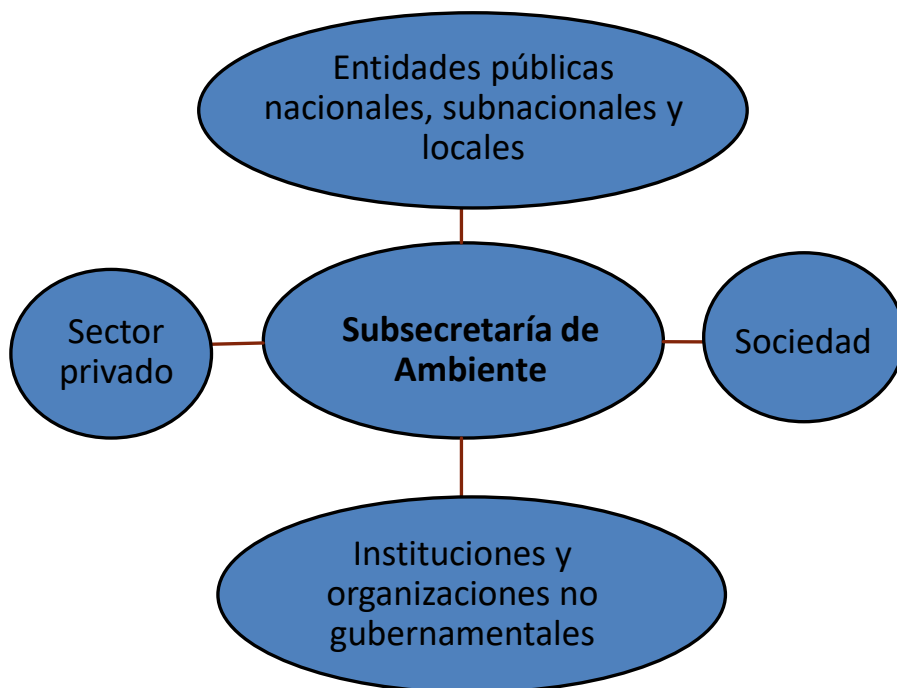 Entidades públicas
nacionales, subnacionales y
locales
Sector
privado
Subsecretaría de
Ambiente
Sociedad
Instituciones y
organizaciones no
gubernamentales